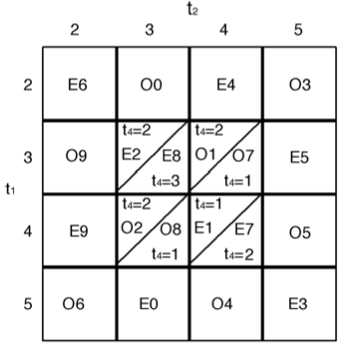 t₂
2 3 4 5
2 E6 O0 E4 O3
t₄=2 t₄=2
3 O9 E2 E8 O1 O7 E5
t₄=3 t₄=1
t₁
t₄=2 t₄=1
4 E9 O2 O8 E1 E7 O5
t₄=1 t₄=2
5 O6 E0 O4 E3